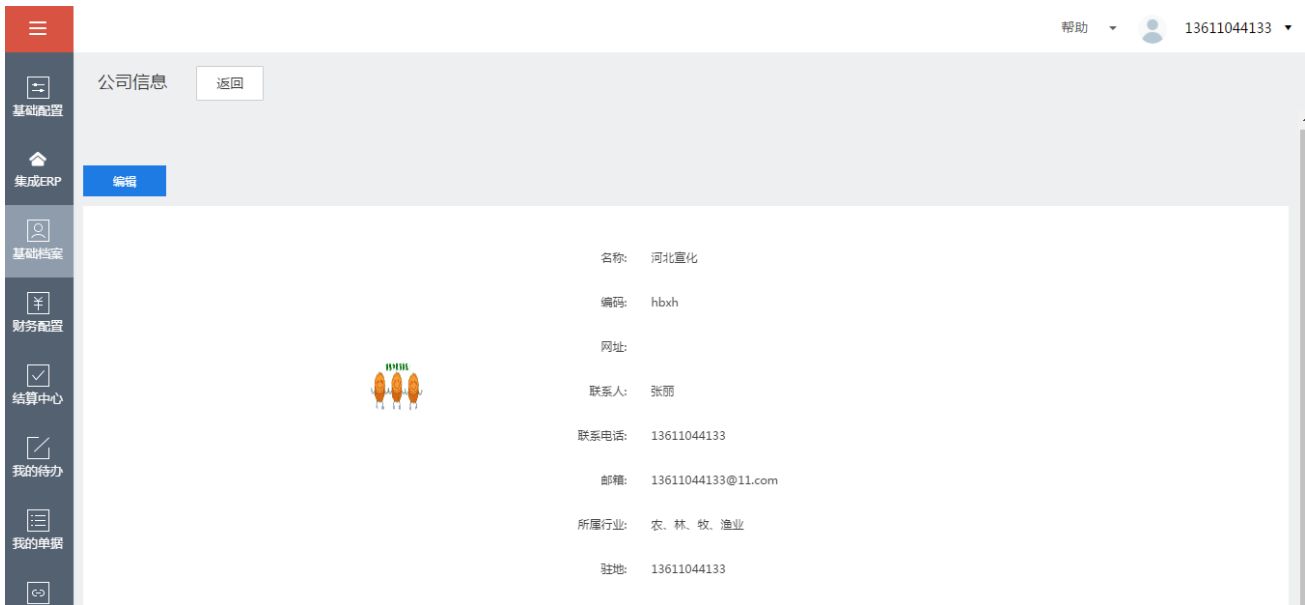 帮助 13611044133
公司信息 返回
基础配置
集成ERP
编辑
基础档案
名称: 河北宣化
财务配置
编码: hbxh
网址:
结算中心
联系人: 张丽
联系电话: 13611044133
我的待办
邮籍: 13611044133@11.com
所属行业: 农、林、牧、渔业
我的单据
驻地: 13611044133